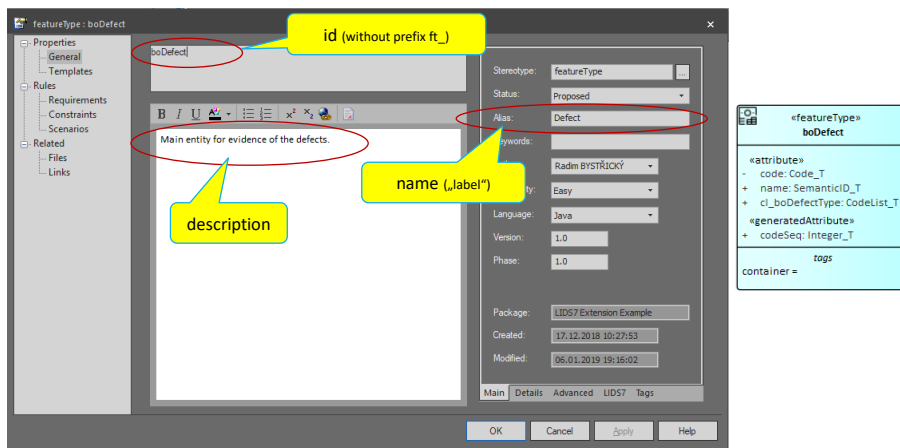 featureType : boDefect
Properties
General
Templates
Rules
Requirements
Constraints
Scenarios
Related
Files
Links
boDefect
id (without prefix ft_)
B I U x² x₂
Main entity for evidence of the defects.
description
Stereotype: featureType ...
Status: Proposed
Alias: Defect
Keywords:
name („label“)
Radim BYSTŘICKÝ
ty: Easy
Language: Java
Version: 1.0
Phase: 1.0
Package: LIDS7 Extension Example
Created: 17.12.2018 10:27:53
Modified: 06.01.2019 19:16:02
Main Details Advanced LIDS7 Tags
OK Cancel Apply Help
«featureType»
boDefect
«attribute»
- code: Code_T
+ name: SemanticID_T
+ cl_boDefectType: CodeList_T
«generatedAttribute»
+ codeSeq: Integer_T
tags
container =